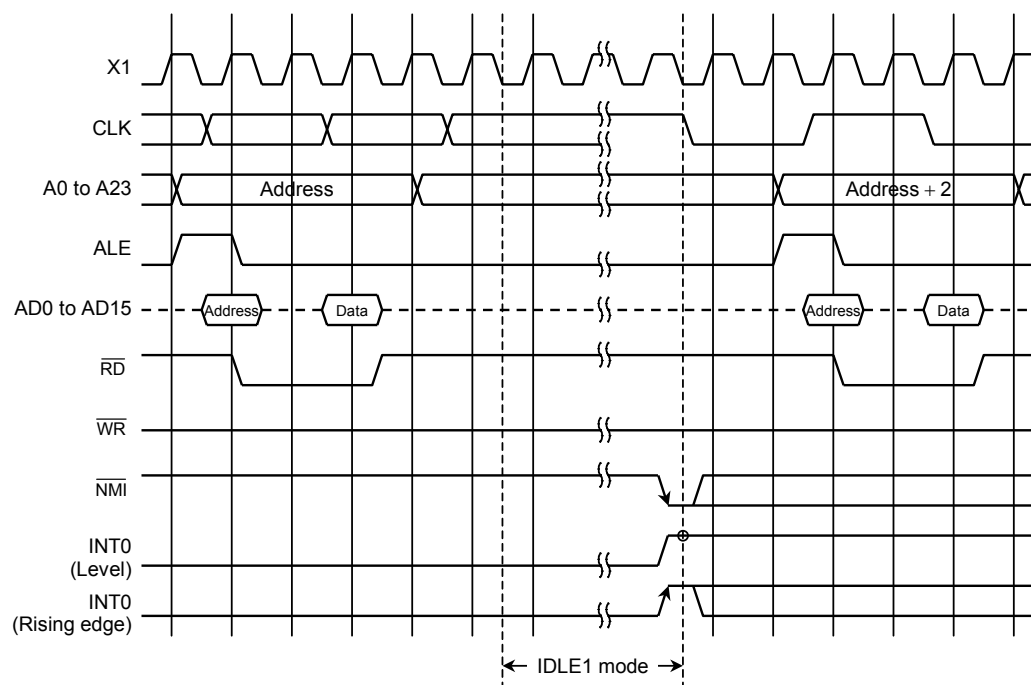 X1
CLK
A0 to A23
Address
Address + 2
ALE
AD0 to AD15
Address
Data
Address
Data
RD
WR
NMI
INT0
(Level)
INT0
(Rising edge)
IDLE1 mode